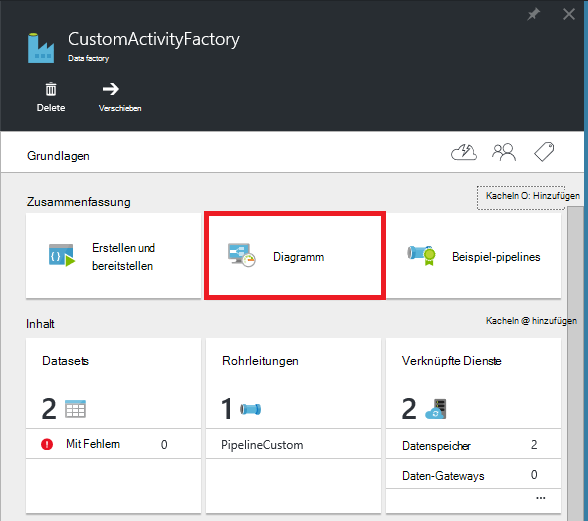 CustomActivityFactory
Data factory
Delete
Verschieben
Grundlagen
Zusammenfassung
Kacheln O: Hinzufügen
Erstellen und
bereitstellen
Diagramm
Beispiel-pipelines
Inhalt
Kacheln @ hinzufügen
Datasets
2
Mit Fehlem 0
Rohrleitungen
1
PipelineCustom
Verknüpfte Dienste
2
Datenspeicher 2
Daten-Gateways 0
...